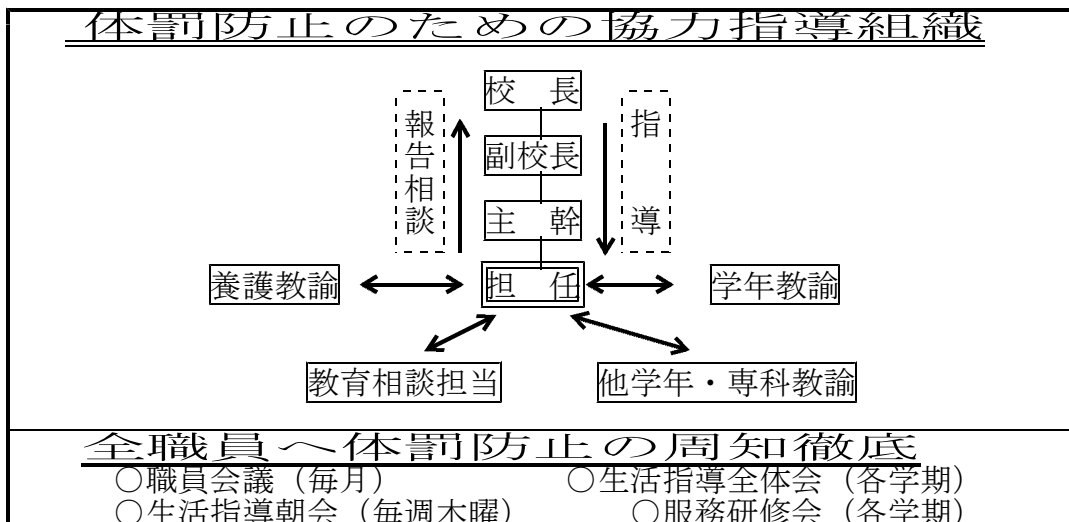 体罰防止のための協力指導組織
校　長
報告相談
指　導
副校長
主　幹
養護教諭
担　任
学年教諭
教育相談担当
他学年・専科教諭
全職員へ体罰防止の周知徹底
○職員会議（毎月）　○生活指導全体会（各学期）
○生活指導朝会（毎週木曜）　○服務研修会（各学期）